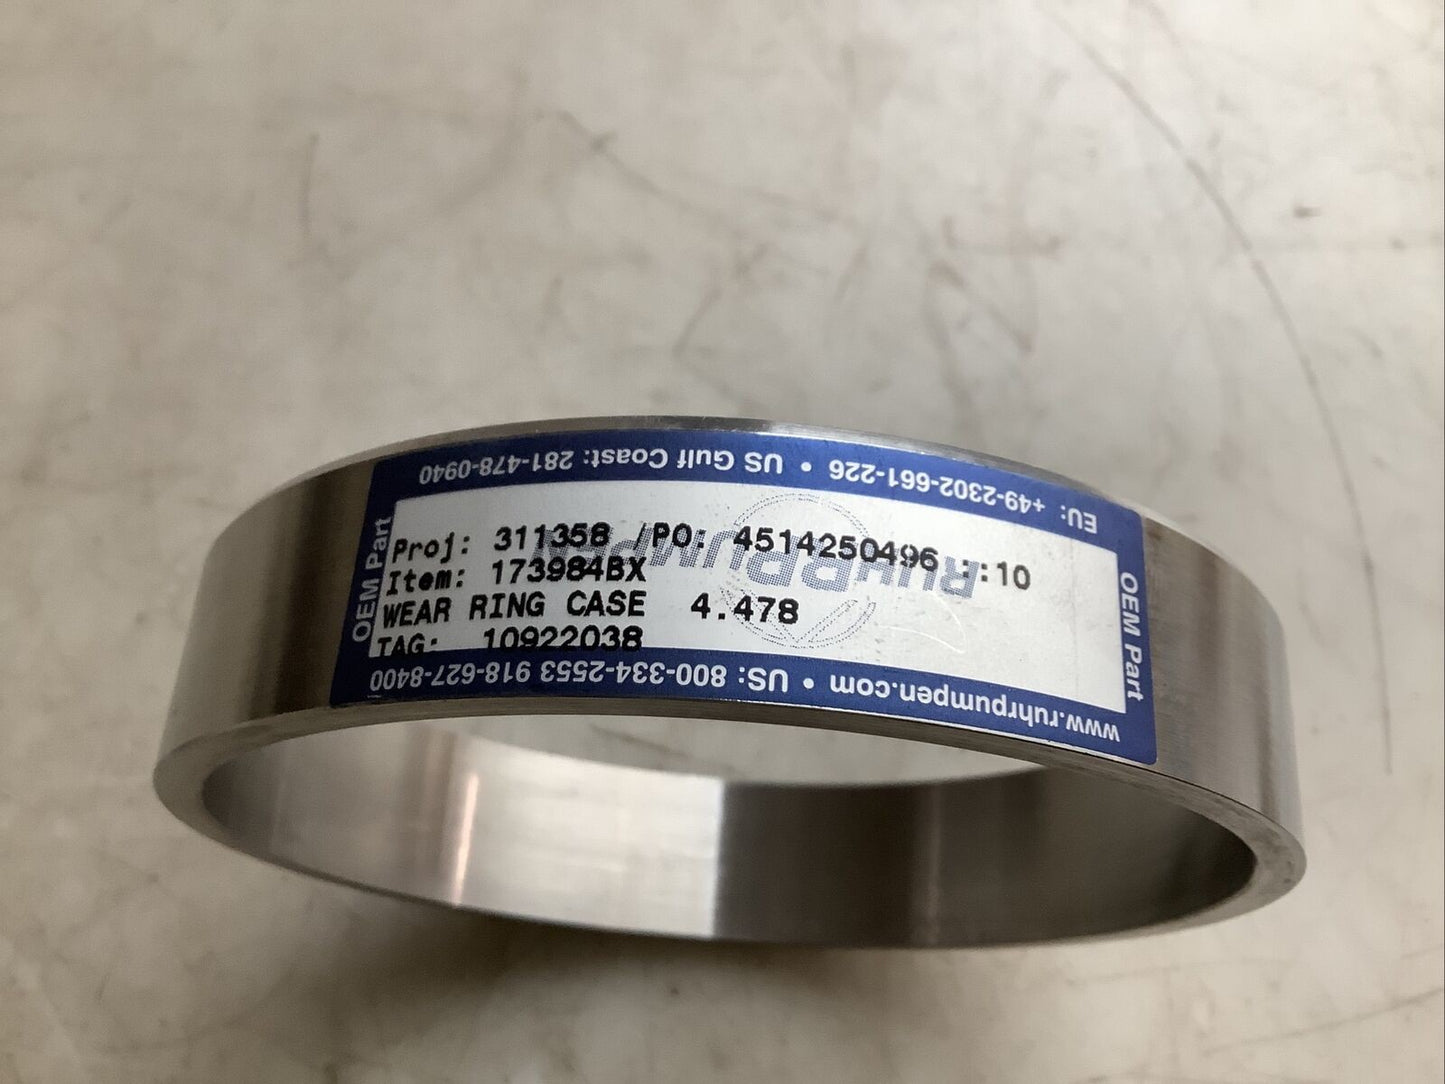 Proj: 311358 /PO: 4514250496 :10
Item: 173984BX
WEAR RING CASE 4.478
TAG: 10922038
OEM Part
OEM Part
www.ruhrpumpen.com • US: 800-334-2553 918-627-8400
RUHRPUMPEN
EU: +49-2302-661-226 • US Gulf Coast: 281-478-0940